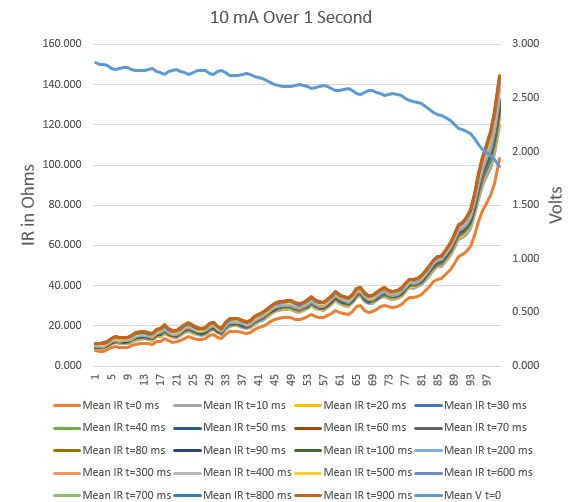 10 mA Over 1 Second
160.000
140.000
120.000
100.000
80.000
60.000
40.000
20.000
0.000
IR in Ohms
3.000
2.500
2.000
1.500
1.000
0.500
0.000
Volts
1 5 9 13 17 21 25 29 33 37 41 45 49 53 57 61 65 69 73 77 81 85 89 93 97
Mean IR t=0 ms Mean IR t=10 ms Mean IR t=20 ms Mean IR t=30 ms
Mean IR t=40 ms Mean IR t=50 ms Mean IR t=60 ms Mean IR t=70 ms
Mean IR t=80 ms Mean IR t=90 ms Mean IR t=100 ms Mean IR t=200 ms
Mean IR t=300 ms Mean IR t=400 ms Mean IR t=500 ms Mean IR t=600 ms
Mean IR t=700 ms Mean IR t=800 ms Mean IR t=900 ms Mean V t=0